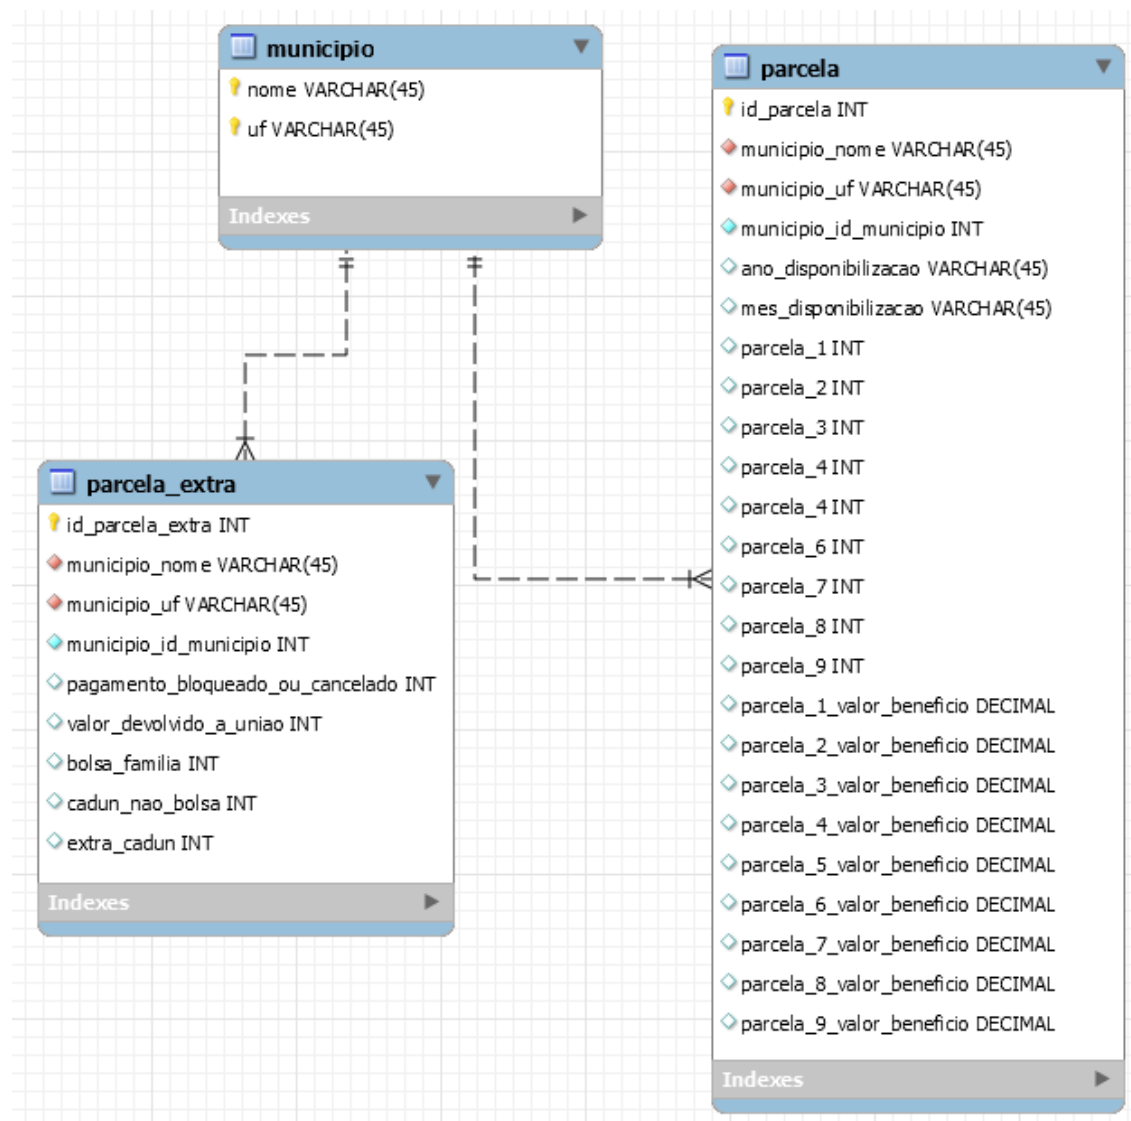 municipio
nome VARCHAR(45)
uf VARCHAR(45)
Indexes
parcela_extra
id_parcela_extra INT
municipio_nome VARCHAR(45)
municipio_uf VARCHAR(45)
municipio_id_municipio INT
pagamento_bloqueado_ou_cancelado INT
valor_devolvido_a_uniao INT
bolsa_familia INT
cadun_nao_bolsa INT
extra_cadun INT
Indexes
parcela
id_parcela INT
municipio_nome VARCHAR(45)
municipio_uf VARCHAR(45)
municipio_id_municipio INT
ano_disponibilizacao VARCHAR(45)
mes_disponibilizacao VARCHAR(45)
parcela_1 INT
parcela_2 INT
parcela_3 INT
parcela_4 INT
parcela_4 INT
parcela_6 INT
parcela_7 INT
parcela_8 INT
parcela_9 INT
parcela_1_valor_beneficio DECIMAL
parcela_2_valor_beneficio DECIMAL
parcela_3_valor_beneficio DECIMAL
parcela_4_valor_beneficio DECIMAL
parcela_5_valor_beneficio DECIMAL
parcela_6_valor_beneficio DECIMAL
parcela_7_valor_beneficio DECIMAL
parcela_8_valor_beneficio DECIMAL
parcela_9_valor_beneficio DECIMAL
Indexes